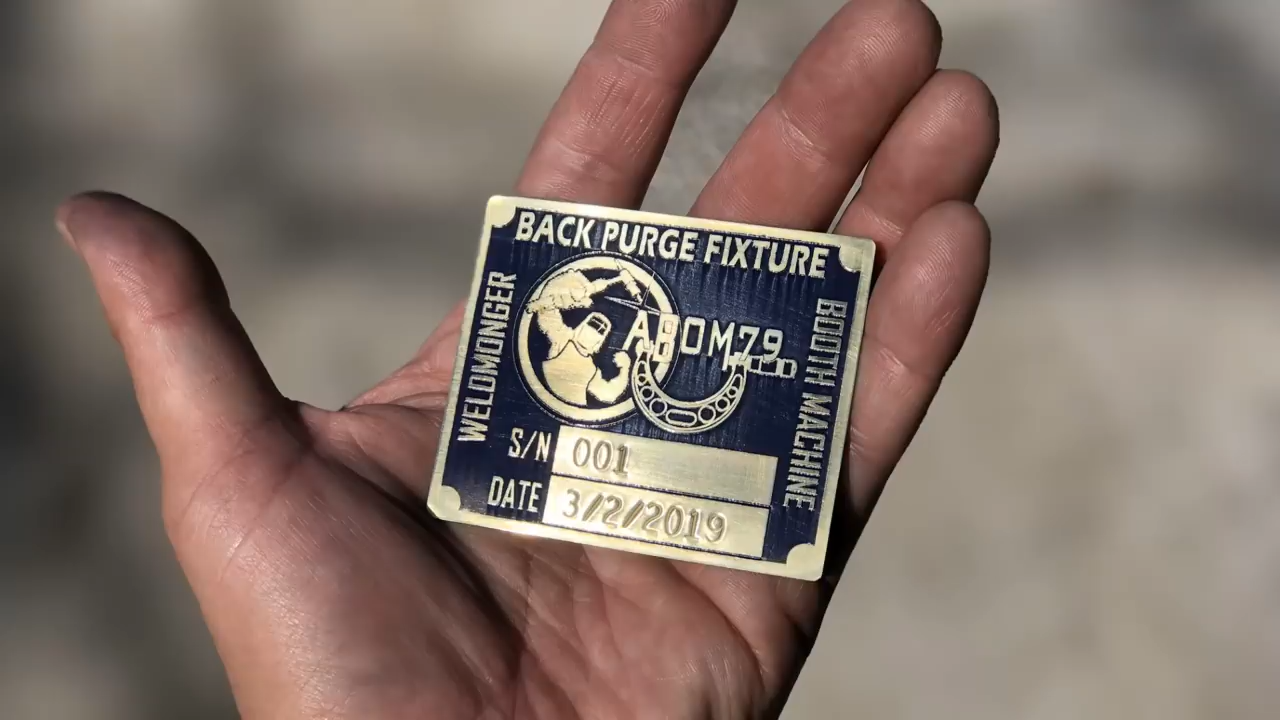 BACK PURGE FIXTURE
WELDMONGER
ABOM79
BOOTH MACHINE
S/N 001
DATE 3/2/2019